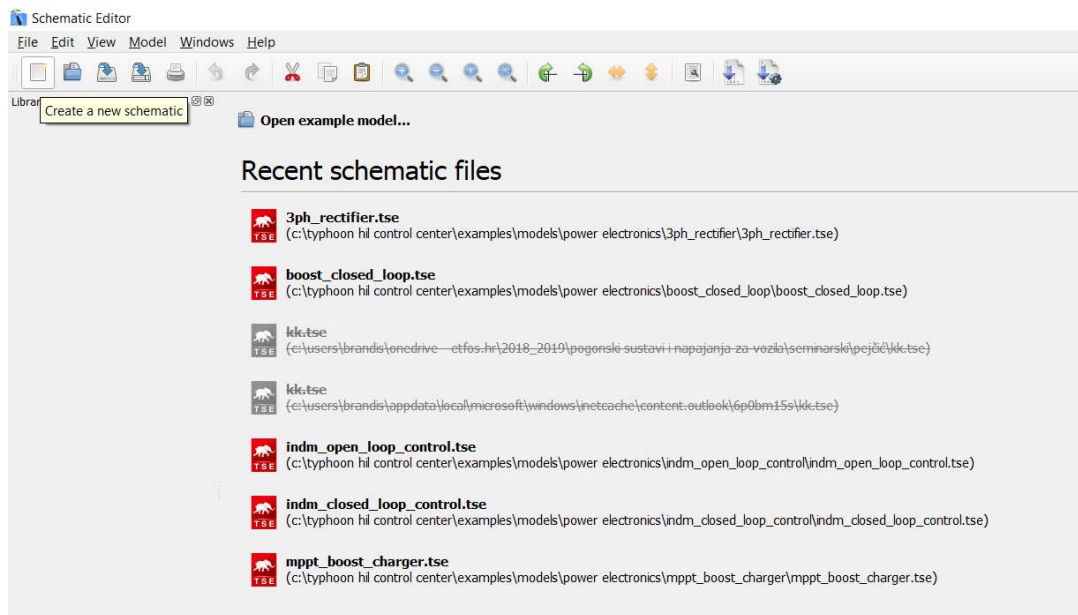 Schematic Editor
File Edit View Model Windows Help
Librar
Create a new schematic
Open example model...
Recent schematic files
TSE
3ph_rectifier.tse
(c:\typhoon hil control center\examples\models\power electronics\3ph_rectifier\3ph_rectifier.tse)
TSE
boost_closed_loop.tse
(c:\typhoon hil control center\examples\models\power electronics\boost_closed_loop\boost_closed_loop.tse)
TSE
kk.tse
(c:\users\brandis\onedrive - etfos.hr\2018_2019\pogonski sustavi i napajanja za vozila\seminarski\pejčić\kk.tse)
TSE
kk.tse
(c:\users\brandis\appdata\local\microsoft\windows\inetcache\content.outlook\6p0bm15s\kk.tse)
TSE
indm_open_loop_control.tse
(c:\typhoon hil control center\examples\models\power electronics\indm_open_loop_control\indm_open_loop_control.tse)
TSE
indm_closed_loop_control.tse
(c:\typhoon hil control center\examples\models\power electronics\indm_closed_loop_control\indm_closed_loop_control.tse)
TSE
mppt_boost_charger.tse
(c:\typhoon hil control center\examples\models\power electronics\mppt_boost_charger\mppt_boost_charger.tse)